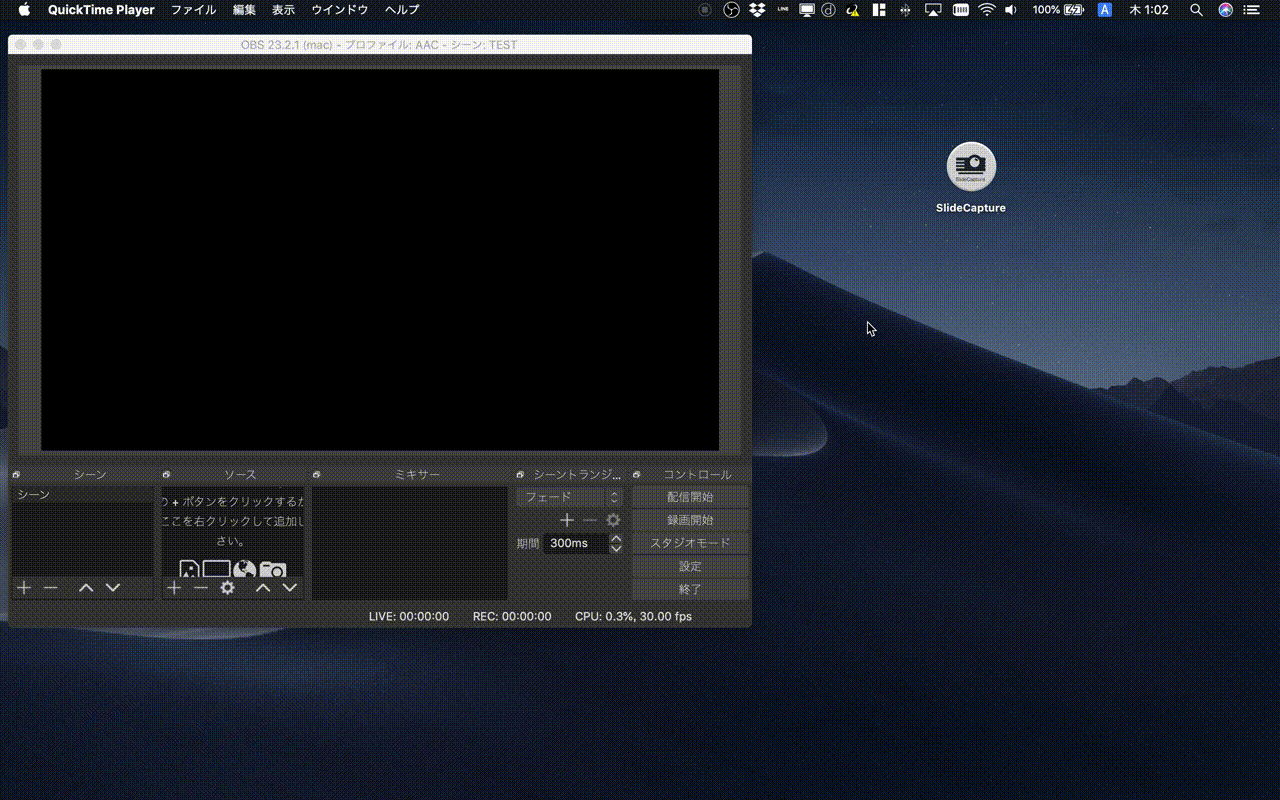 QuickTime Player ファイル 編集 表示 ウインドウ ヘルプ LINE 100% A 木 1:02
OBS 23.2.1 (mac) - プロファイル: AAC - シーン: TEST
SlideCapture
SlideCapture
シーン ソース ミキサー シーントランジ... コントロール
シーン
+ ボタンをクリックするか
ここを右クリックして追加し
さい。
フェード
期間 300ms
配信開始
録画開始
スタジオモード
設定
終了
LIVE: 00:00:00 REC: 00:00:00 CPU: 0.3%, 30.00 fps